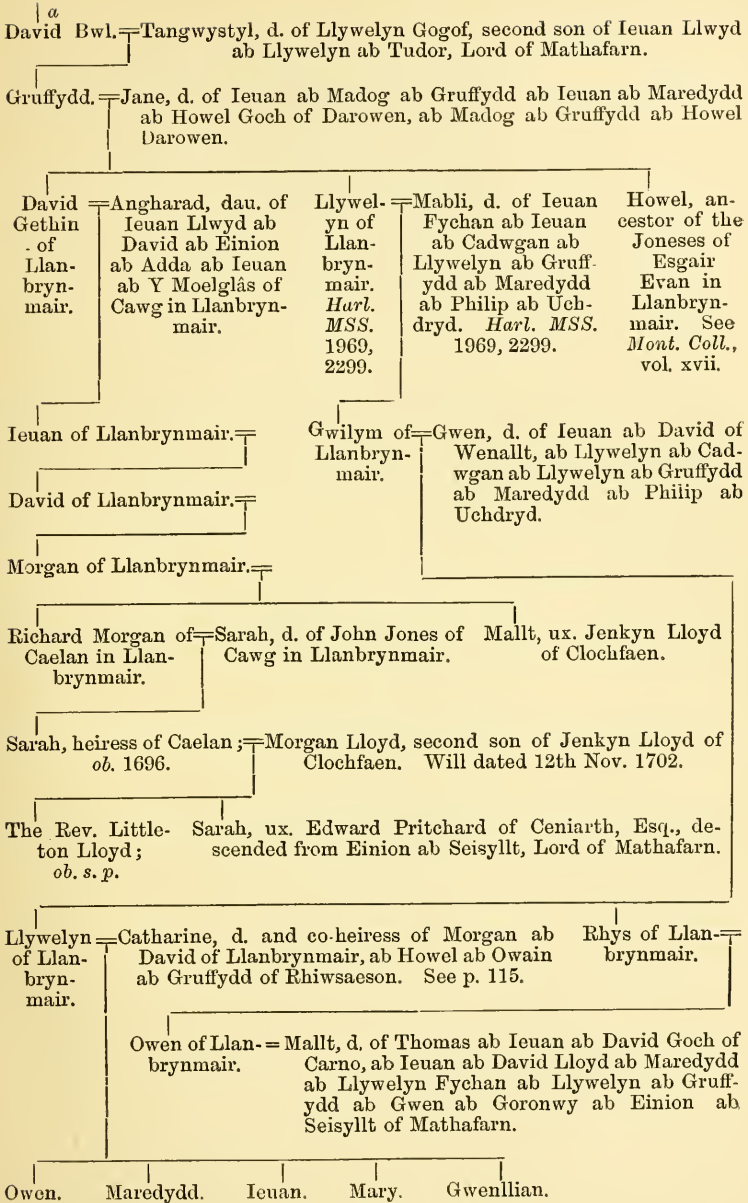 a
David Bwl.=Tangwystyl, d. of Llywelyn Gogof, second son of Ieuan Llwyd
ab Llywelyn ab Tudor, Lord of Mathafarn.
Gruffydd.=Jane, d. of Ieuan ab Madog ab Gruffydd ab Ieuan ab Maredydd
ab Howel Goch of Darowen, ab Madog ab Gruffydd ab Howel
Darowen.
David
Gethin
of
Llan-
bryn-
mair.
=Angharad, dau. of
Ieuan Llwyd ab
David ab Einion
ab Adda ab Ieuan
ab Y Moelglâs of
Cawg in Llanbryn-
mair.
Llywel-
yn of
Llan-
bryn-
mair.
Harl.
MSS.
1969,
2299.
=Mabli, d. of Ieuan
Fychan ab Ieuan
ab Cadwgan ab
Llywelyn ab Gruff-
ydd ab Maredydd
ab Philip ab Uch-
dryd. Harl. MSS.
1969, 2299.
Howel, an-
cestor of the
Joneses of
Esgair
Evan in
Llanbryn-
mair. See
Mont. Coll.,
vol. xvii.
Ieuan of Llanbrynmair.=
David of Llanbrynmair.=
Morgan of Llanbrynmair.=
Gwilym of
Llanbryn-
mair.
=Gwen, d. of Ieuan ab David of
Wenallt, ab Llywelyn ab Cad-
wgan ab Llywelyn ab Gruffydd
ab Maredydd ab Philip ab
Uchdryd.
Richard Morgan of
Caelan in Llan-
brynmair.
=Sarah, d. of John Jones of
Cawg in Llanbrynmair.
Mallt, ux. Jenkyn Lloyd
of Clochfaen.
Sarah, heiress of Caelan;
ob. 1696.
=Morgan Lloyd, second son of Jenkyn Lloyd of
Clochfaen. Will dated 12th Nov. 1702.
The Rev. Little-
ton Lloyd;
ob. s. p.
Sarah, ux. Edward Pritchard of Ceniarth, Esq., de-
scended from Einion ab Seisyllt, Lord of Mathafarn.
Llywelyn
of Llan-
bryn-
mair.
=Catharine, d. and co-heiress of Morgan ab
David of Llanbrynmair, ab Howel ab Owain
ab Gruffydd of Rhiwsaeson. See p. 115.
Rhys of Llan-=
brynmair.
Owen of Llan-
brynmair.
=Mallt, d. of Thomas ab Ieuan ab David Goch of
Carno, ab Ieuan ab David Lloyd ab Maredydd
ab Llywelyn Fychan ab Llywelyn ab Gruff-
ydd ab Gwen ab Goronwy ab Einion ab
Seisyllt of Mathafarn.
Owen. Maredydd. Ieuan. Mary. Gwenllian.